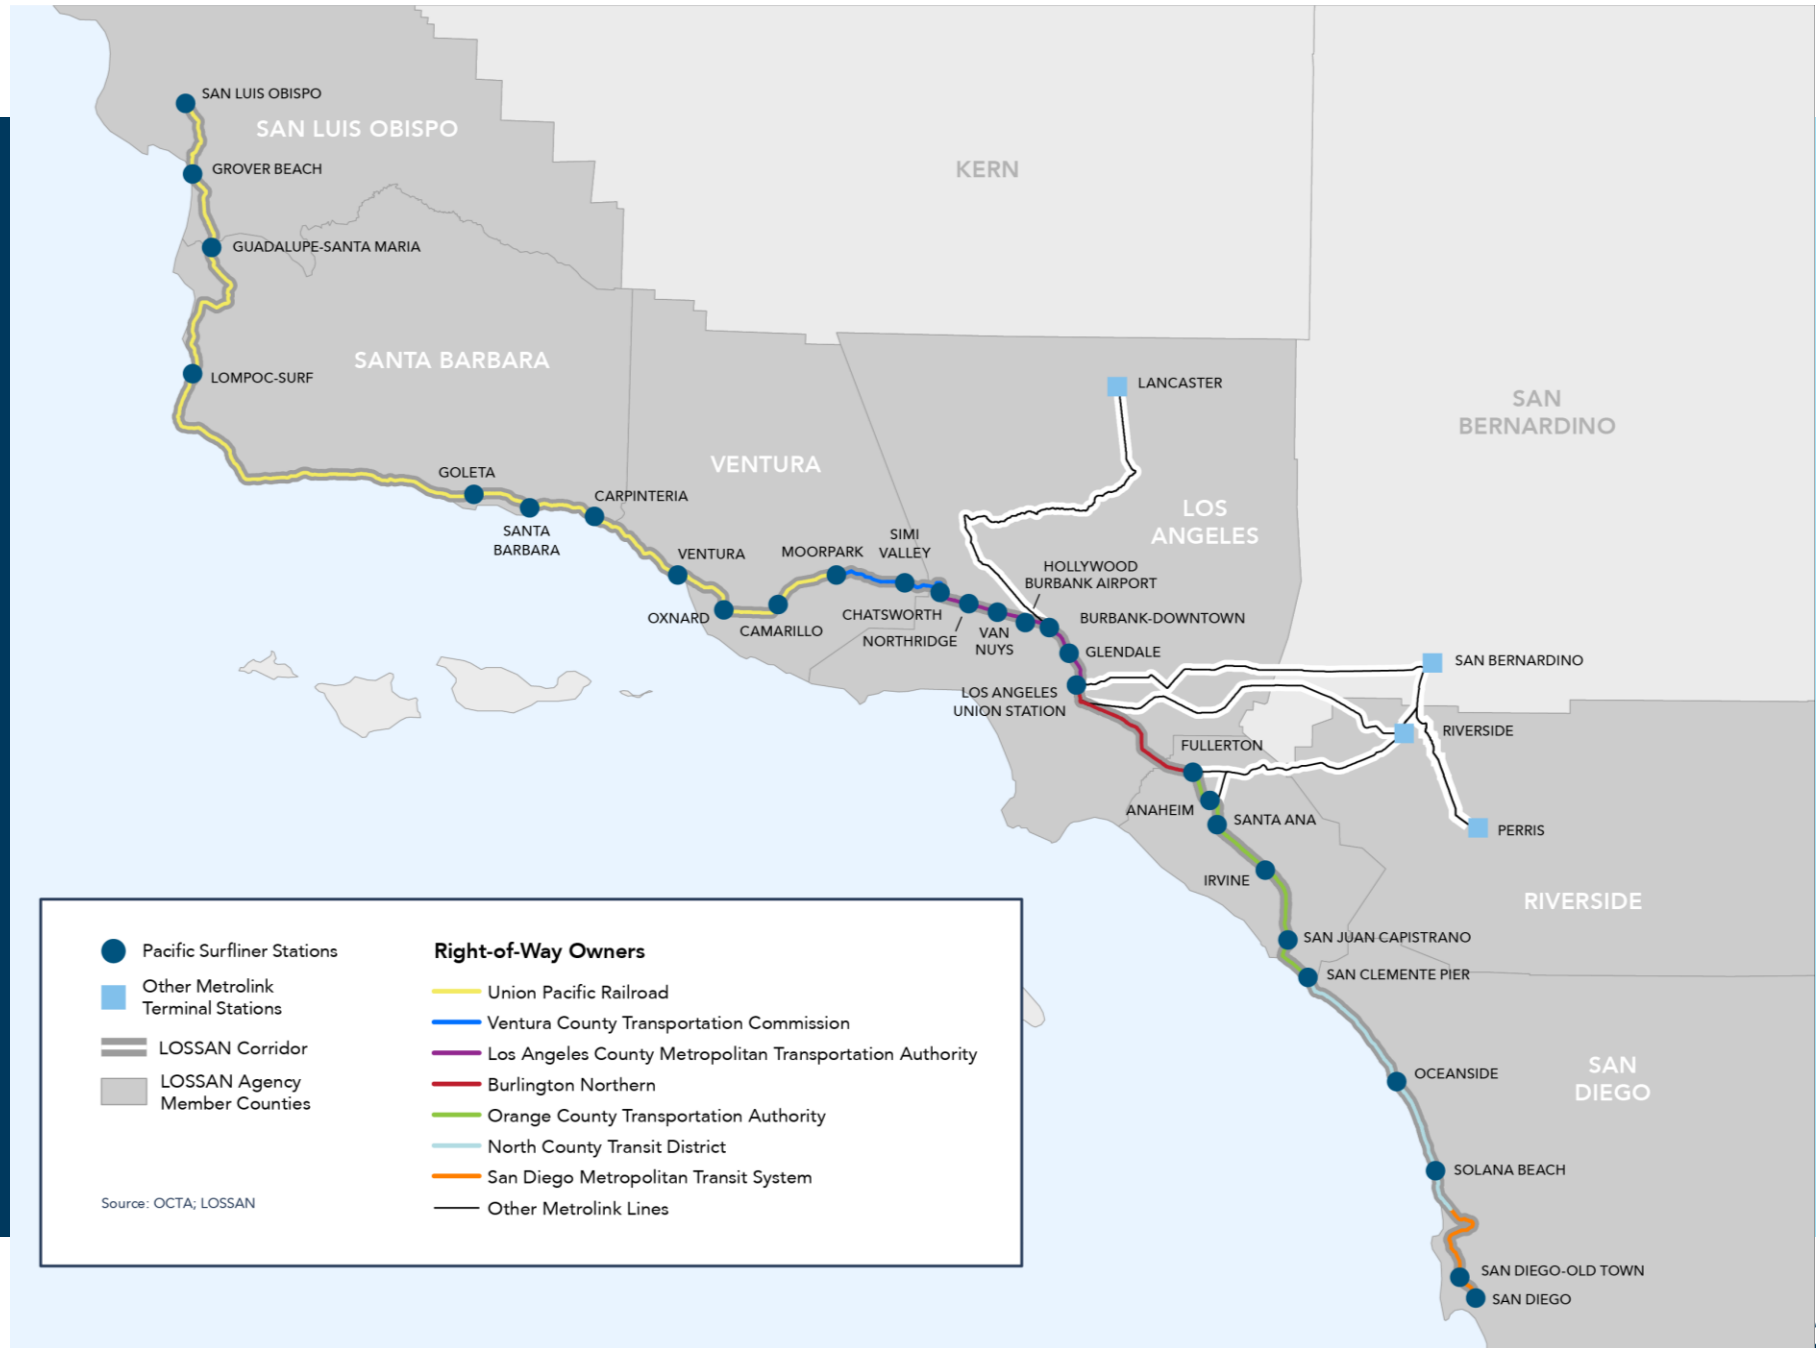 SAN LUIS OBISPO
SAN LUIS OBISPO
GROVER BEACH
KERN
GUADALUPE-SANTA MARIA
SANTA BARBARA
LOMPOC-SURF
LANCASTER
SAN
BERNARDINO
VENTURA
GOLETA
CARPINTERIA
SANTA
BARBARA
LOS
ANGELES
SIMI
VALLEY
MOORPARK
VENTURA
HOLLYWOOD
BURBANK AIRPORT
OXNARD
CAMARILLO
CHATSWORTH
NORTHRIDGE
VAN
NUYS
BURBANK-DOWNTOWN
GLENDALE
LOS ANGELES
UNION STATION
SAN BERNARDINO
RIVERSIDE
FULLERTON
ANAHEIM
SANTA ANA
PERRIS
IRVINE
RIVERSIDE
SAN JUAN CAPISTRANO
SAN CLEMENTE PIER
OCEANSIDE
SAN
DIEGO
SOLANA BEACH
SAN DIEGO-OLD TOWN
SAN DIEGO
Pacific Surfliner Stations
Other Metrolink
Terminal Stations
LOSSAN Corridor
LOSSAN Agency
Member Counties
Source: OCTA; LOSSAN
Right-of-Way Owners
Union Pacific Railroad
Ventura County Transportation Commission
Los Angeles County Metropolitan Transportation Authority
Burlington Northern
Orange County Transportation Authority
North County Transit District
San Diego Metropolitan Transit System
Other Metrolink Lines